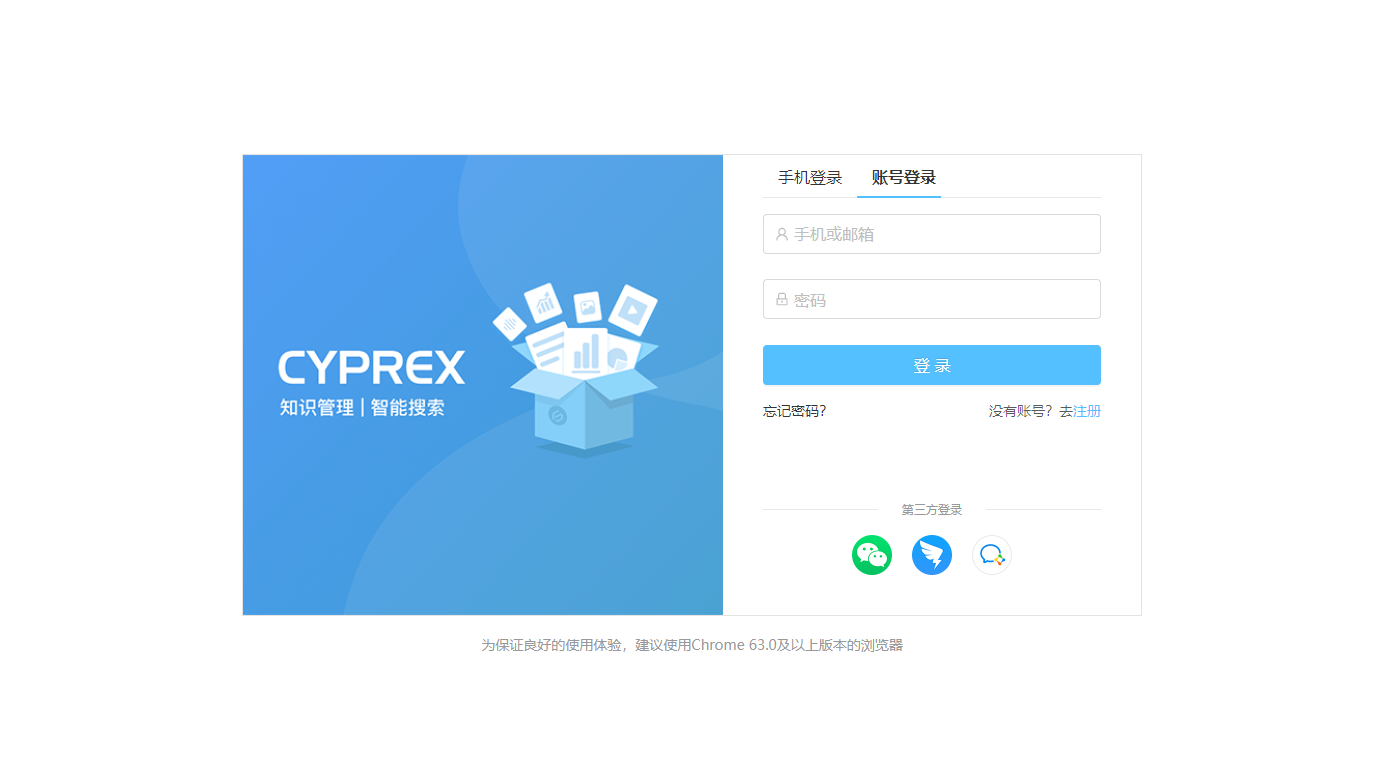 CYPREX
知识管理 | 智能搜索
手机登录 账号登录
手机或邮箱
密码
登 录
忘记密码? 没有账号? 去注册
第三方登录
为保证良好的使用体验，建议使用Chrome 63.0及以上版本的浏览器